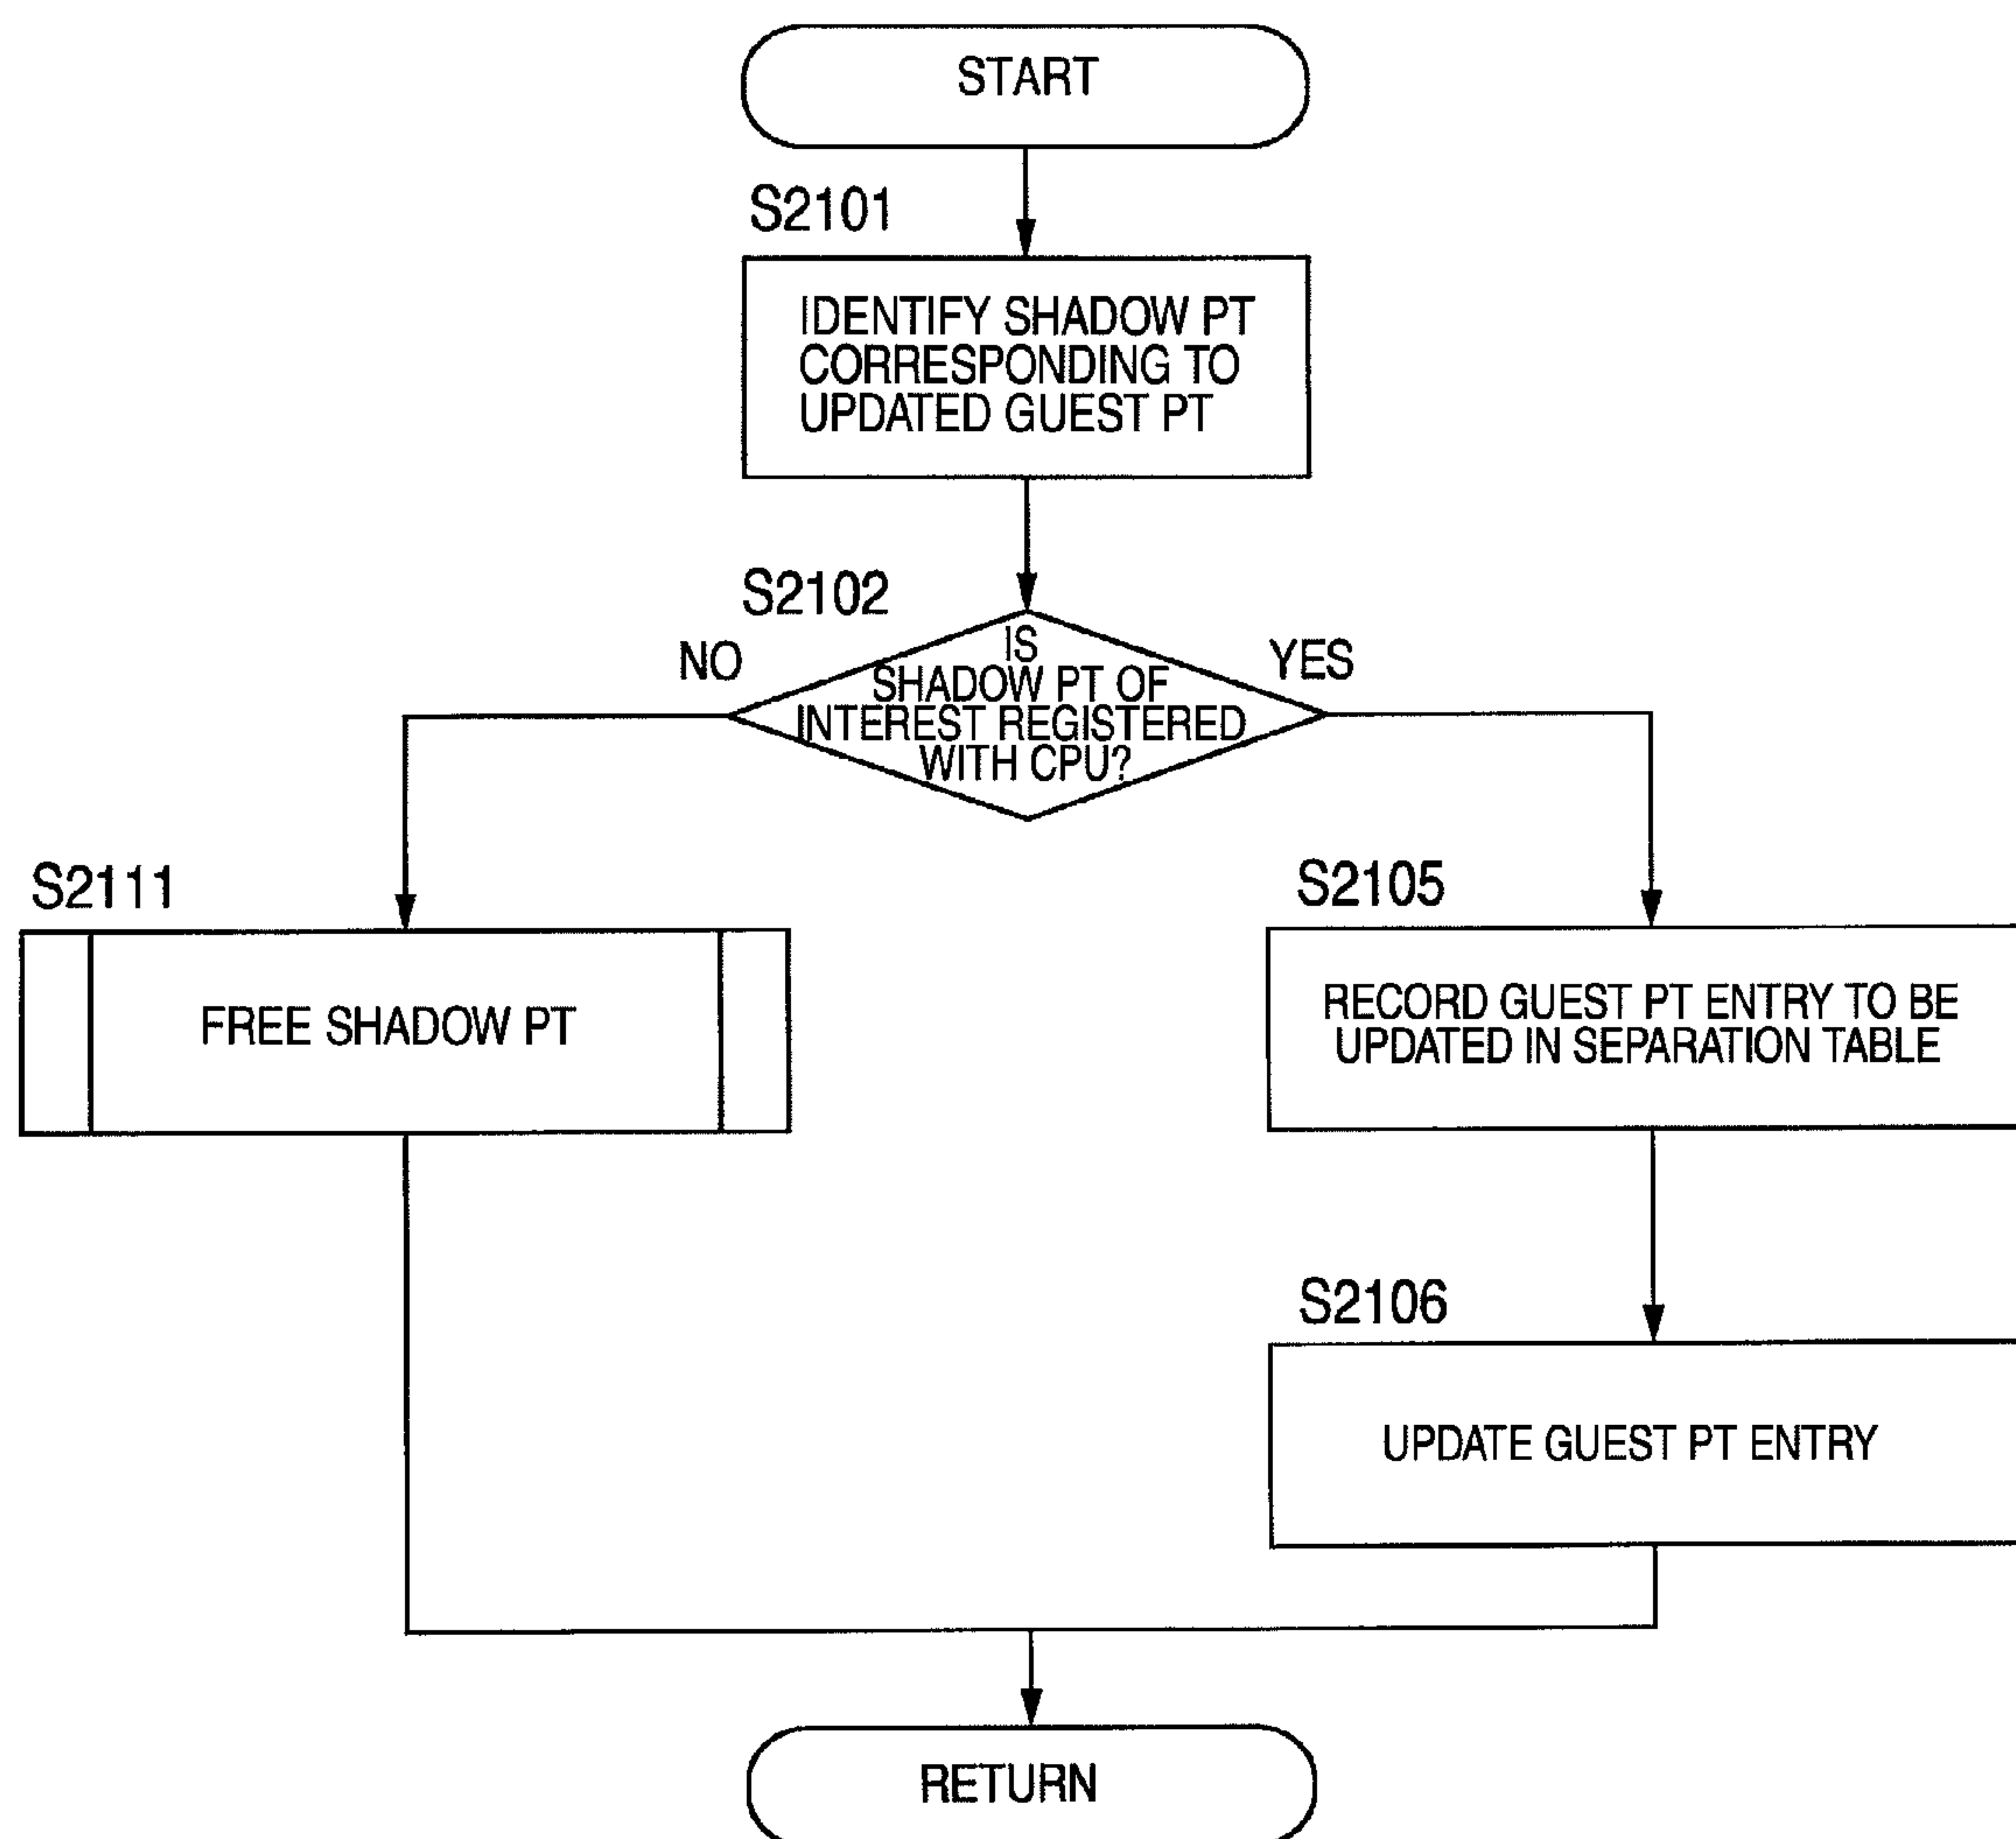 START
S2101
IDENTIFY SHADOW PT
CORRESPONDING TO
UPDATED GUEST PT
S2102
NO
IS
SHADOW PT OF
INTEREST REGISTERED
WITH CPU?
YES
S2111
FREE SHADOW PT
S2105
RECORD GUEST PT ENTRY TO BE
UPDATED IN SEPARATION TABLE
S2106
UPDATE GUEST PT ENTRY
RETURN